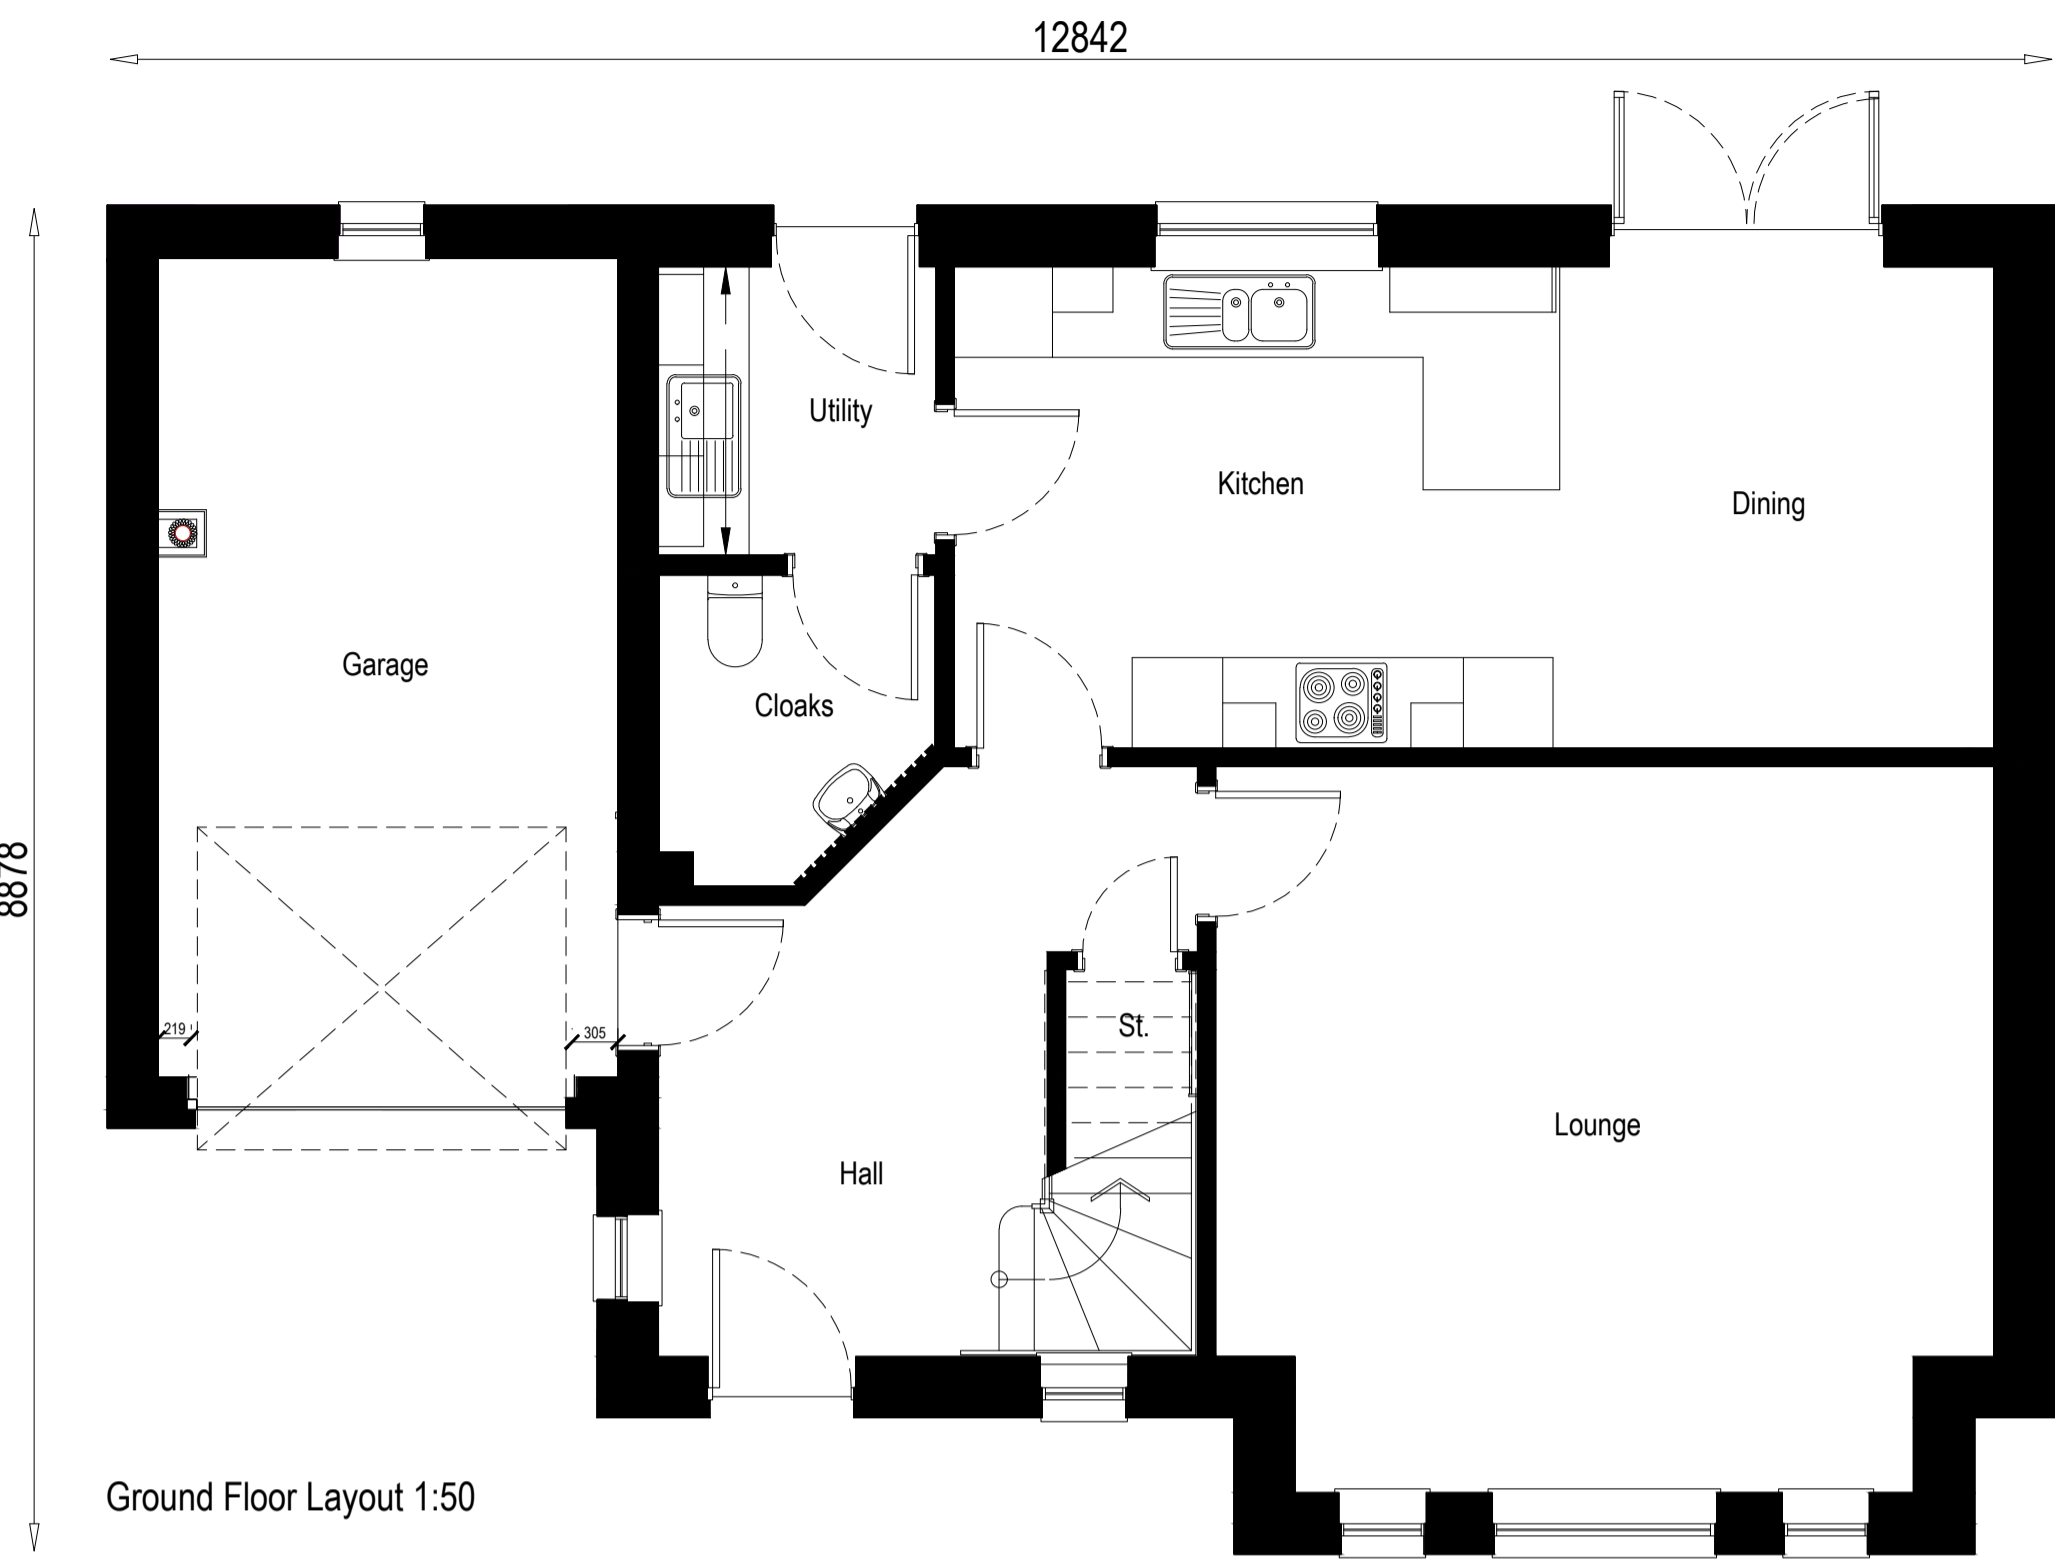 12842
Utility
Kitchen
Dining
Garage
Cloaks
8878
219
305
St.
Lounge
Hall
Ground Floor Layout 1:50